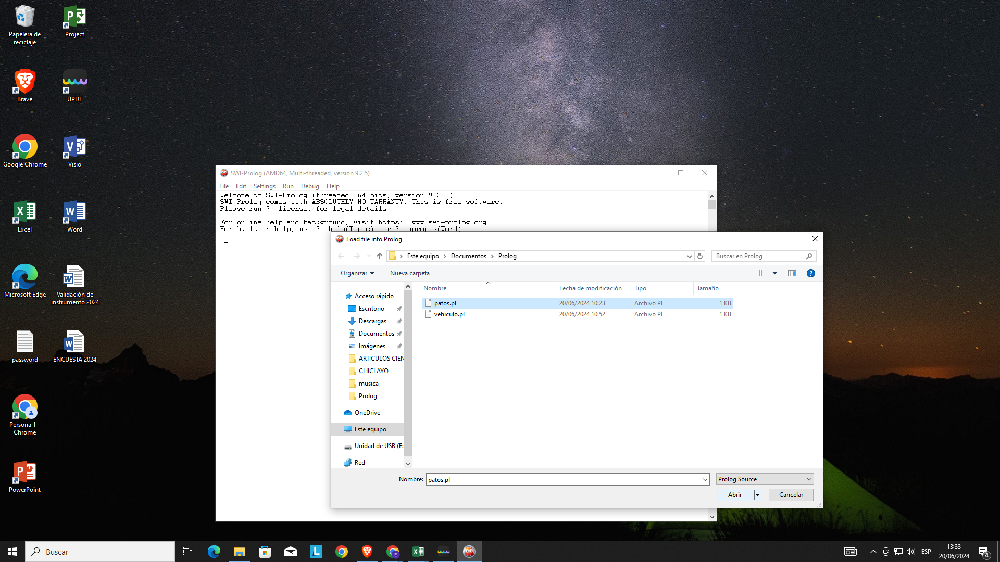 Papelera de
reciclaje
Project
Brave
UPDF
Google Chrome
Visio
Excel
Word
Microsoft Edge
Validación de
instrumento 2024
password
ENCUESTA 2024
Persona 1 -
Chrome
PowerPoint
SWI-Prolog (AMD64, Multi-threaded, version 9.2.5)
File Edit Settings Run Debug Help
Welcome to SWI-Prolog (threaded, 64 bits, version 9.2.5)
SWI-Prolog comes with ABSOLUTELY NO WARRANTY. This is free software.
Please run ?- license. for legal details.
For online help and background, visit https://www.swi-prolog.org
For built-in help, use ?- help(Topic). or ?- apropos(Word).
?-
Load file into Prolog
Este equipo > Documentos > Prolog
Buscar en Prolog
Organizar Nueva carpeta
Nombre Fecha de modificación Tipo Tamaño
patos.pl 20/06/2024 10:23 Archivo PL 1 KB
vehiculo.pl 20/06/2024 10:52 Archivo PL 1 KB
Acceso rápido
Escritorio
Descargas
Documentos
Imágenes
ARTICULOS CIEN
CHICLAYO
musica
Prolog
OneDrive
Este equipo
Unidad de USB (E:
Red
Nombre: patos.pl
Prolog Source
Abrir Cancelar
Buscar
ESP
13:33
20/06/2024
4